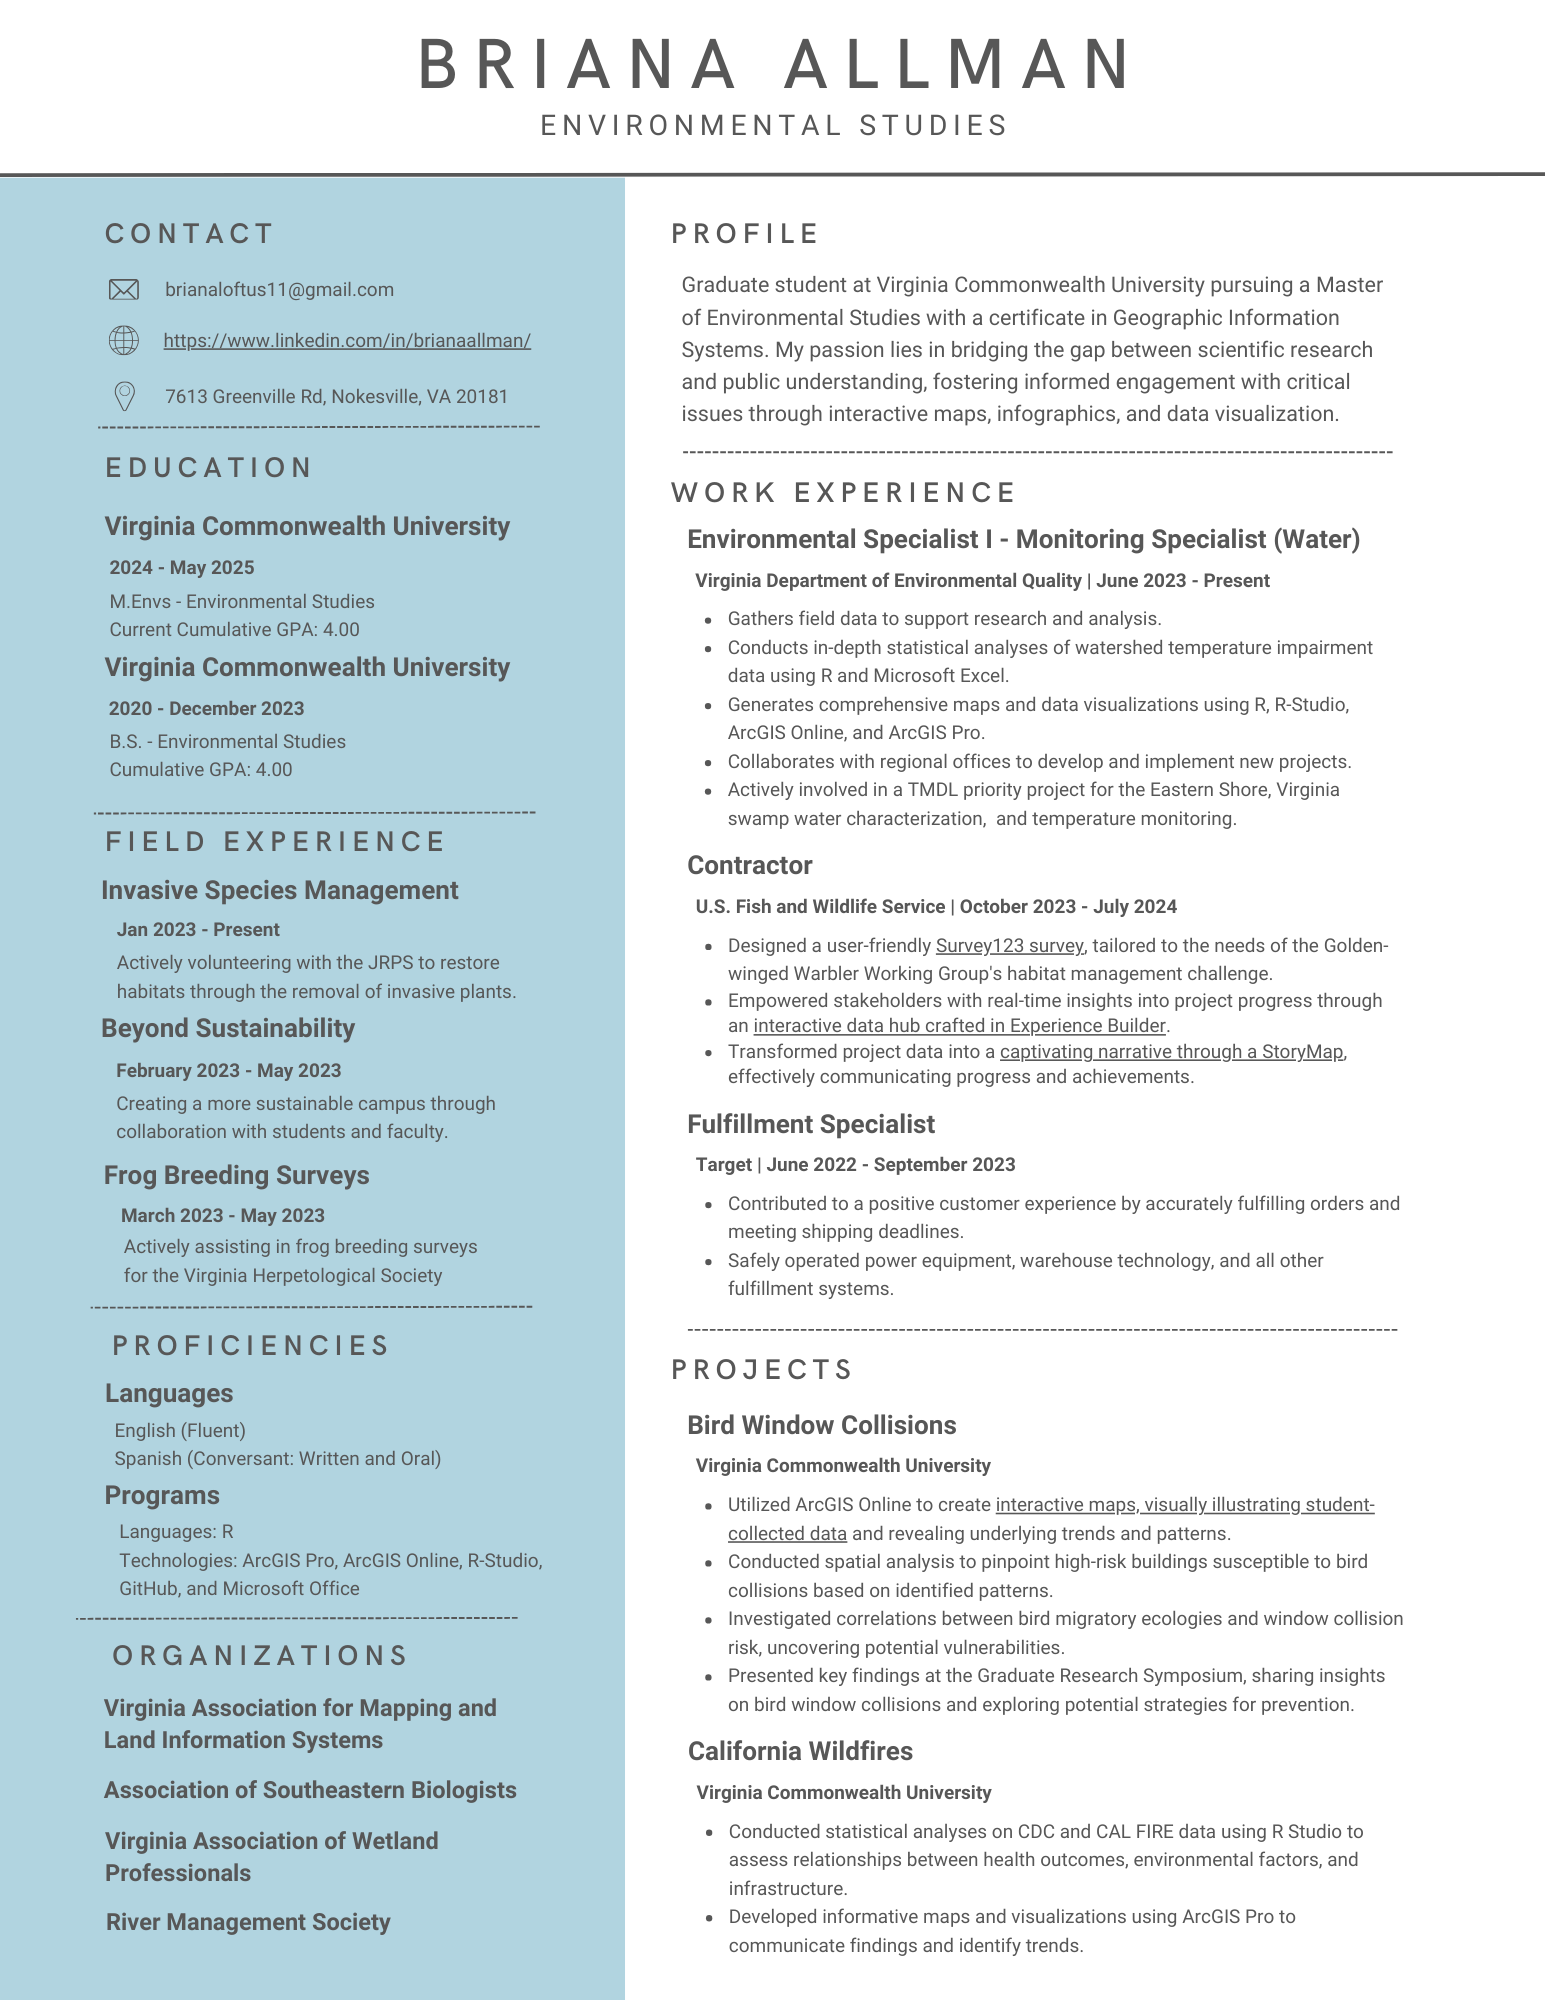 BRIANA ALLMAN
ENVIRONMENTAL STUDIES
CONTACT
brianaloftus11@gmail.com
https://www.linkedin.com/in/brianaallman/
7613 Greenville Rd, Nokesville, VA 20181
EDUCATION
Virginia Commonwealth University
2024 - May 2025
M.Envs - Environmental Studies
Current Cumulative GPA: 4.00
Virginia Commonwealth University
2020 - December 2023
B.S. - Environmental Studies
Cumulative GPA: 4.00
FIELD EXPERIENCE
Invasive Species Management
Jan 2023 - Present
Actively volunteering with the JRPS to restore
habitats through the removal of invasive plants.
Beyond Sustainability
February 2023 - May 2023
Creating a more sustainable campus through
collaboration with students and faculty.
Frog Breeding Surveys
March 2023 - May 2023
Actively assisting in frog breeding surveys
for the Virginia Herpetological Society
PROFICIENCIES
Languages
English (Fluent)
Spanish (Conversant: Written and Oral)
Programs
Languages: R
Technologies: ArcGIS Pro, ArcGIS Online, R-Studio,
GitHub, and Microsoft Office
ORGANIZATIONS
Virginia Association for Mapping and
Land Information Systems
Association of Southeastern Biologists
Virginia Association of Wetland
Professionals
River Management Society
PROFILE
Graduate student at Virginia Commonwealth University pursuing a Master
of Environmental Studies with a certificate in Geographic Information
Systems. My passion lies in bridging the gap between scientific research
and public understanding, fostering informed engagement with critical
issues through interactive maps, infographics, and data visualization.
WORK EXPERIENCE
Environmental Specialist I - Monitoring Specialist (Water)
Virginia Department of Environmental Quality | June 2023 - Present
• Gathers field data to support research and analysis.
• Conducts in-depth statistical analyses of watershed temperature impairment
data using R and Microsoft Excel.
• Generates comprehensive maps and data visualizations using R, R-Studio,
ArcGIS Online, and ArcGIS Pro.
• Collaborates with regional offices to develop and implement new projects.
• Actively involved in a TMDL priority project for the Eastern Shore, Virginia
swamp water characterization,  and temperature monitoring.
Contractor
U.S. Fish and Wildlife Service | October 2023 - July 2024
• Designed a user-friendly Survey123 survey, tailored to the needs of the Golden-
winged Warbler Working Group's habitat management challenge.
• Empowered stakeholders with real-time insights into project progress through
an interactive data hub crafted in Experience Builder.
• Transformed project data into a captivating narrative through a StoryMap,
effectively communicating progress and achievements.
Fulfillment Specialist
Target | June 2022 - September 2023
• Contributed to a positive customer experience by accurately fulfilling orders and
meeting shipping deadlines.
• Safely operated power equipment, warehouse technology, and all other
fulfillment systems.
PROJECTS
Bird Window Collisions
Virginia Commonwealth University
• Utilized ArcGIS Online to create interactive maps, visually illustrating student-
collected data and revealing underlying trends and patterns.
• Conducted spatial analysis to pinpoint high-risk buildings susceptible to bird
collisions based on identified patterns.
• Investigated correlations between bird migratory ecologies and window collision
risk, uncovering potential vulnerabilities.
• Presented key findings at the Graduate Research Symposium, sharing insights
on bird window collisions and exploring potential strategies for prevention.
California Wildfires
Virginia Commonwealth University
• Conducted statistical analyses on CDC and CAL FIRE data using R Studio to
assess relationships between health outcomes, environmental factors, and
infrastructure.
• Developed informative maps and visualizations using ArcGIS Pro to
communicate findings and identify trends.